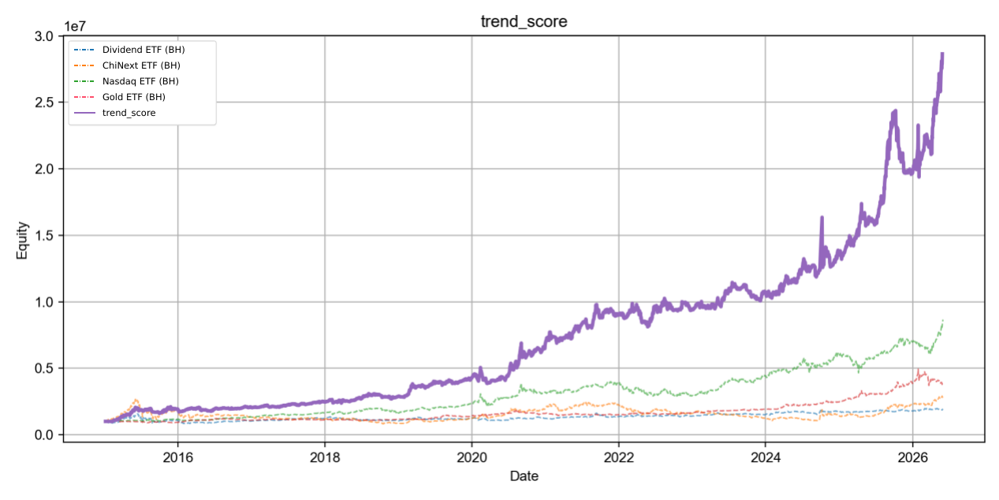 trend_score
1e7
3.0
2.5
2.0
1.5
1.0
0.5
0.0
Equity
Dividend ETF (BH)
ChiNext ETF (BH)
Nasdaq ETF (BH)
Gold ETF (BH)
trend_score
2016 2018 2020 2022 2024 2026
Date